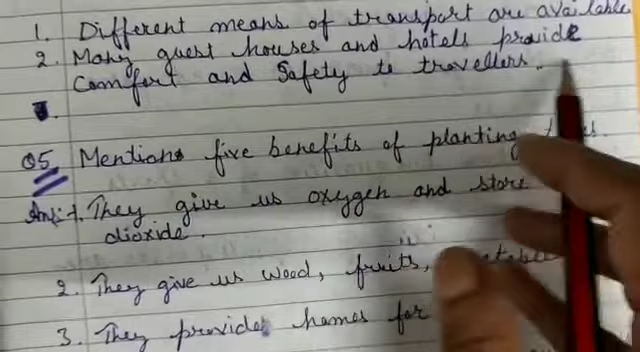 1. Different means of transport are available
2. Many guest houses and hotels provide
Comfort and Safety to travellers.
Q5 Mention five benefits of planting
Ans:- 1. They give us oxygen and store
dioxide.
2. They give us wood, fruits,
3. They provide homes for